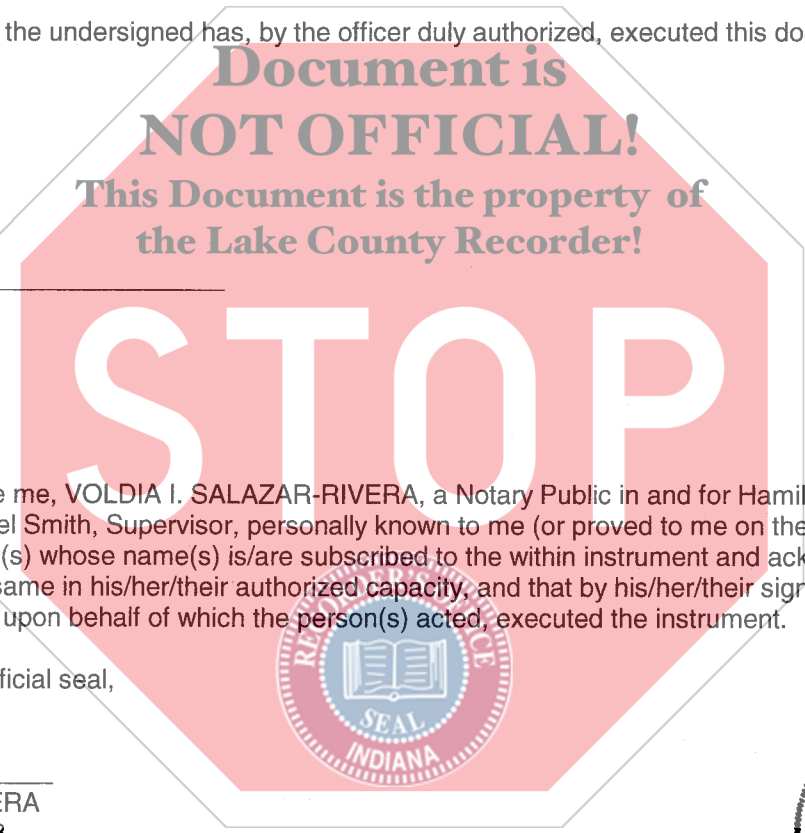 the undersigned has, by the officer duly authorized, executed this do
Document is
NOT OFFICIAL!
This Document is the property of
the Lake County Recorder!
STOP
e me, VOLDIA I. SALAZAR-RIVERA, a Notary Public in and for Hamil
el Smith, Supervisor, personally known to me (or proved to me on the
(s) whose name(s) is/are subscribed to the within instrument and ack
same in his/her/their authorized capacity, and that by his/her/their sign
upon behalf of which the person(s) acted, executed the instrument.
RECORDER'S OFFICE
ficial seal,
SEAL
INDIANA
ERA